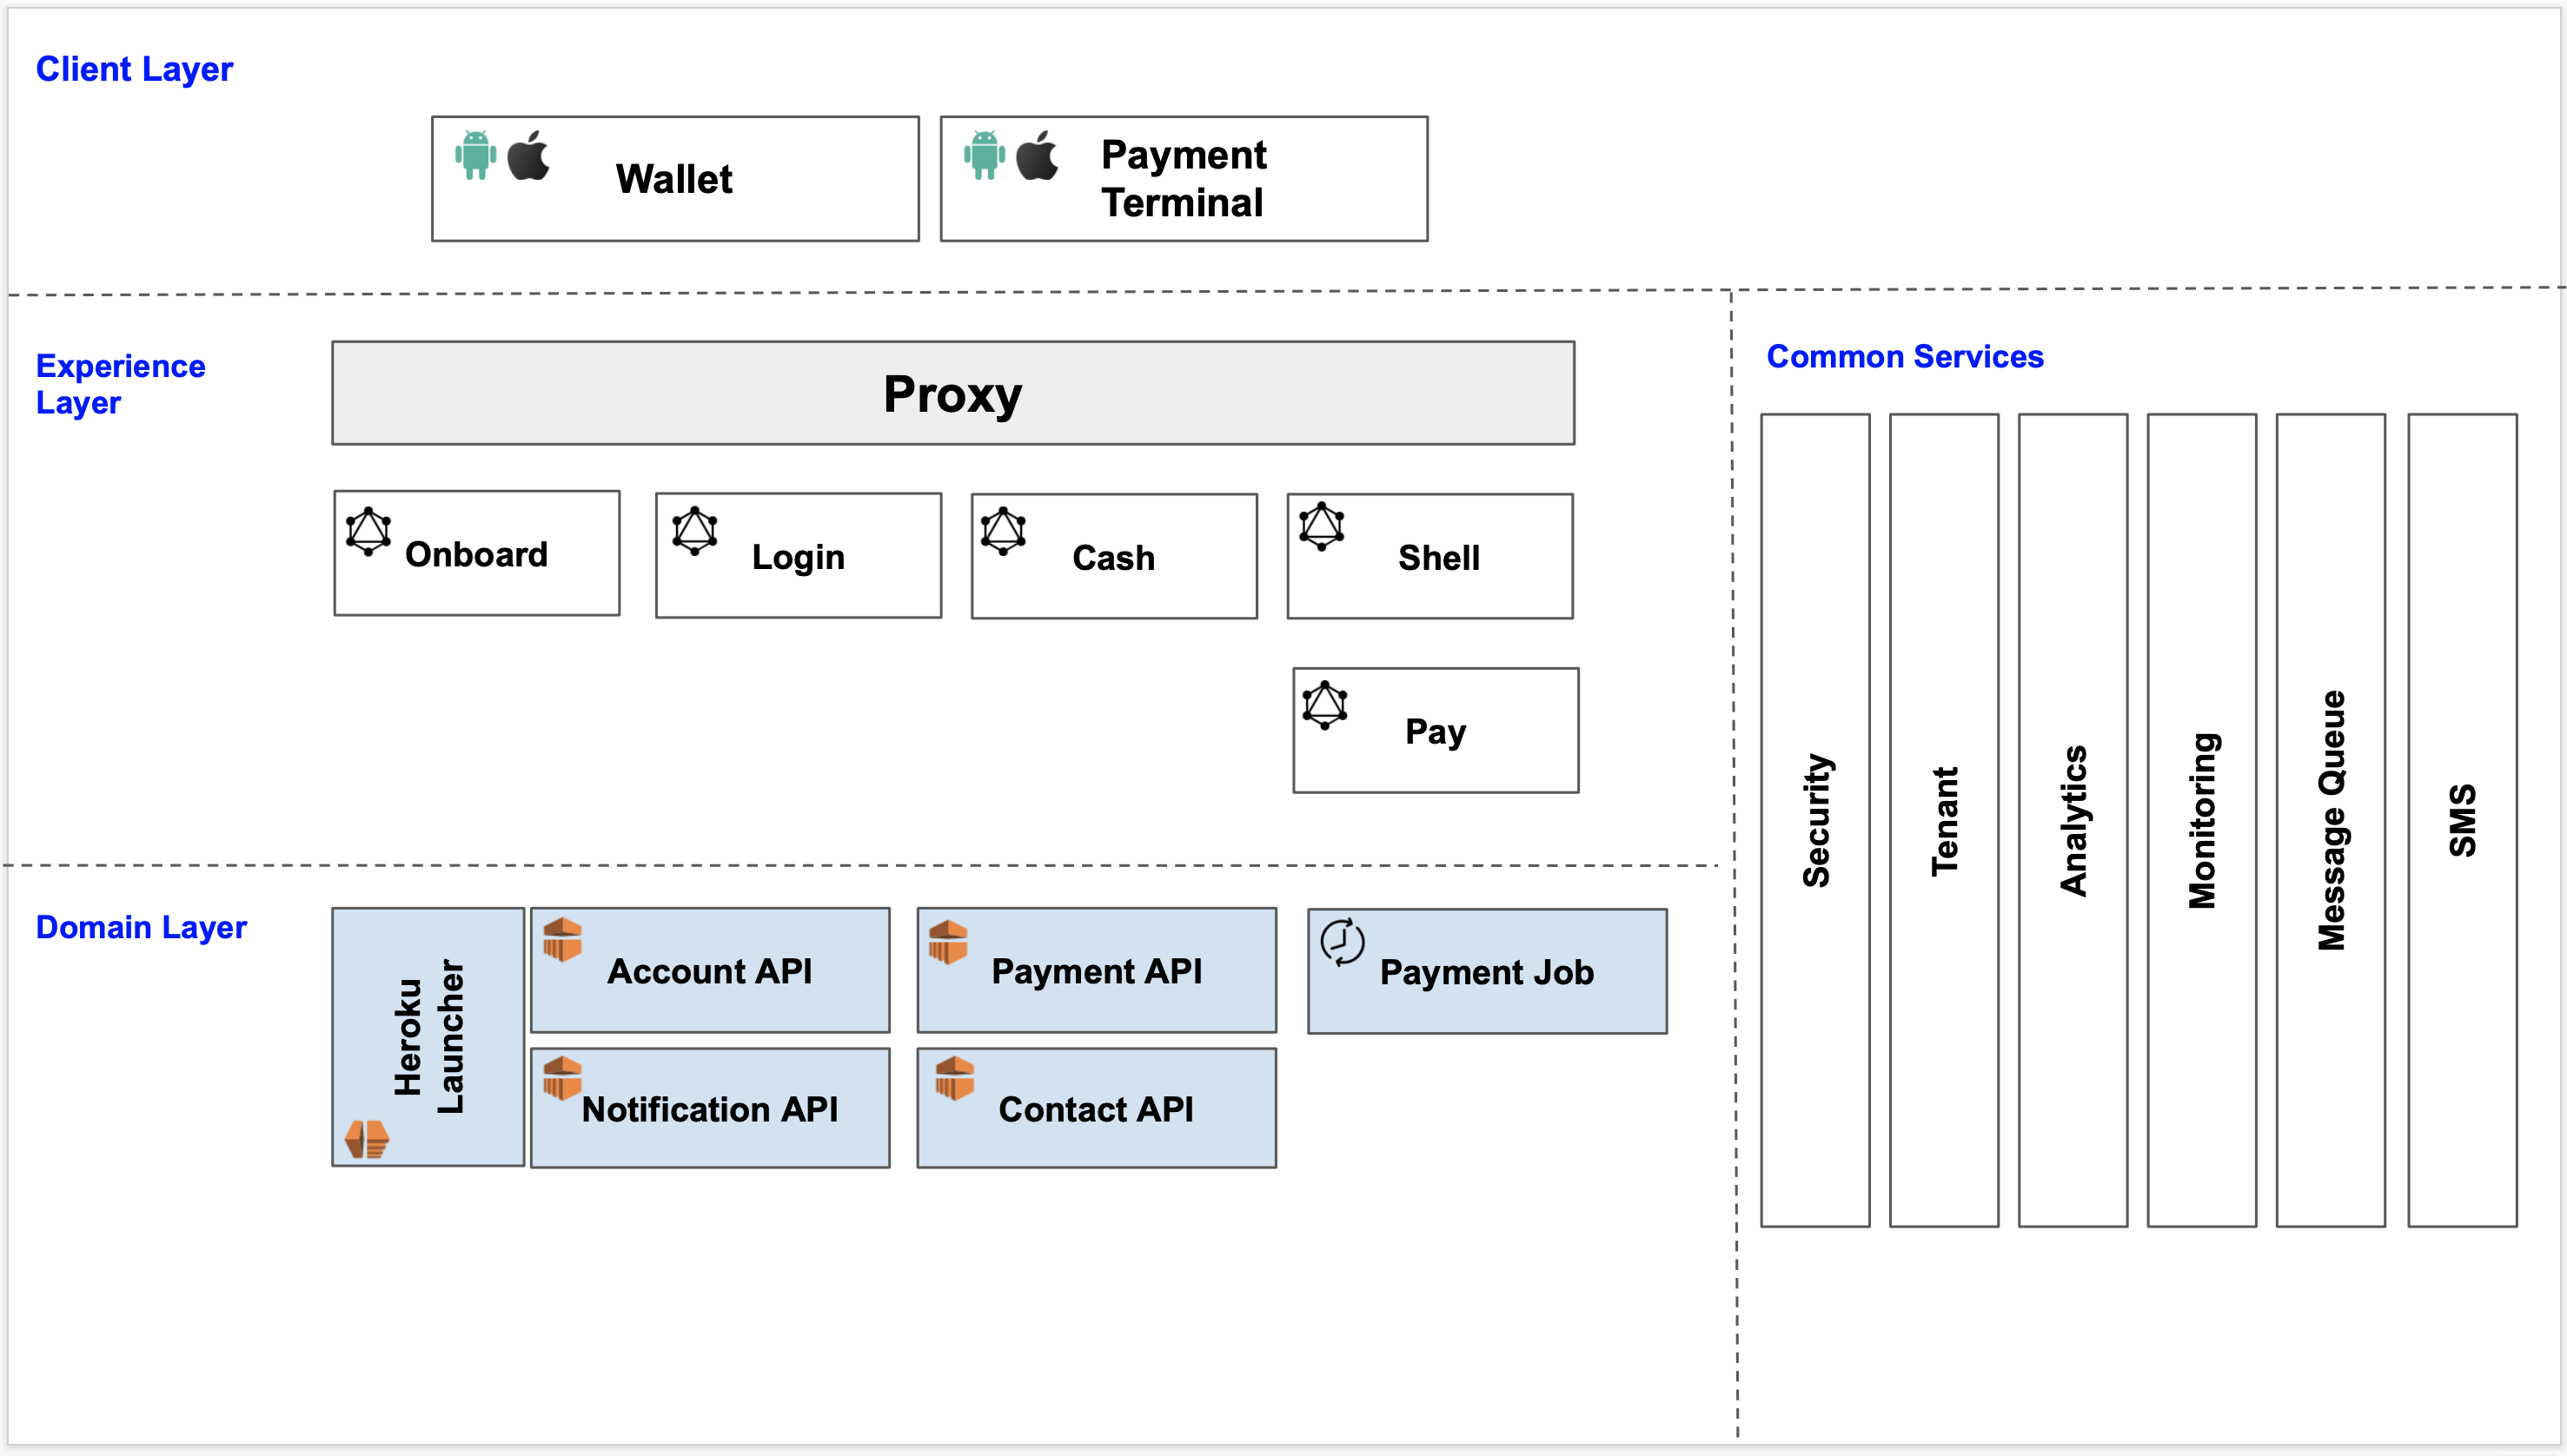 Client Layer
Wallet
Payment
Terminal
Experience
Layer
Proxy
Onboard
Login
Cash
Shell
Pay
Common Services
Security
Tenant
Analytics
Monitoring
Message Queue
SMS
Domain Layer
Heroku
Launcher
Account API
Payment API
Payment Job
Notification API
Contact API